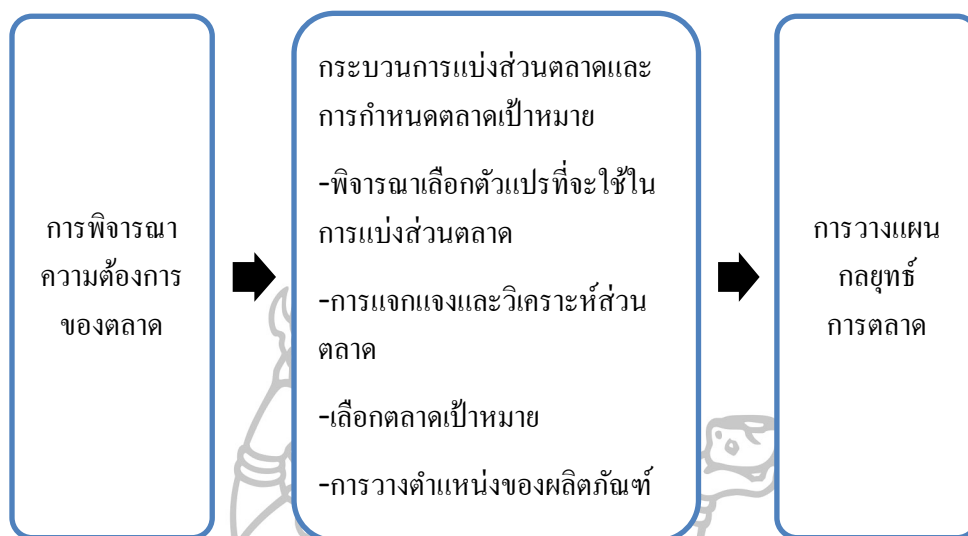 การพิจารณา
ความต้องการ
ของตลาด
กระบวนการแบ่งส่วนตลาดและ
การกำหนดตลาดเป้าหมาย
-พิจารณาเลือกตัวแปรที่จะใช้ใน
การแบ่งส่วนตลาด
-การแจกแจงและวิเคราะห์ส่วน
ตลาด
-เลือกตลาดเป้าหมาย
-การวางตำแหน่งของผลิตภัณฑ์
การวางแผน
กลยุทธ์
การตลาด